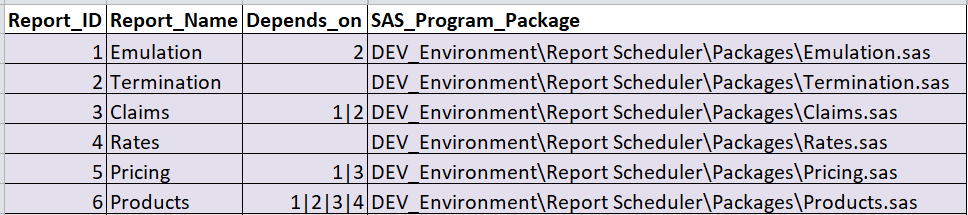 Report_ID Report_Name Depends_on SAS_Program_Package
1 Emulation 2 DEV_Environment\Report Scheduler\Packages\Emulation.sas
2 Termination DEV_Environment\Report Scheduler\Packages\Termination.sas
3 Claims 1|2 DEV_Environment\Report Scheduler\Packages\Claims.sas
4 Rates DEV_Environment\Report Scheduler\Packages\Rates.sas
5 Pricing 1|3 DEV_Environment\Report Scheduler\Packages\Pricing.sas
6 Products 1|2|3|4 DEV_Environment\Report Scheduler\Packages\Products.sas